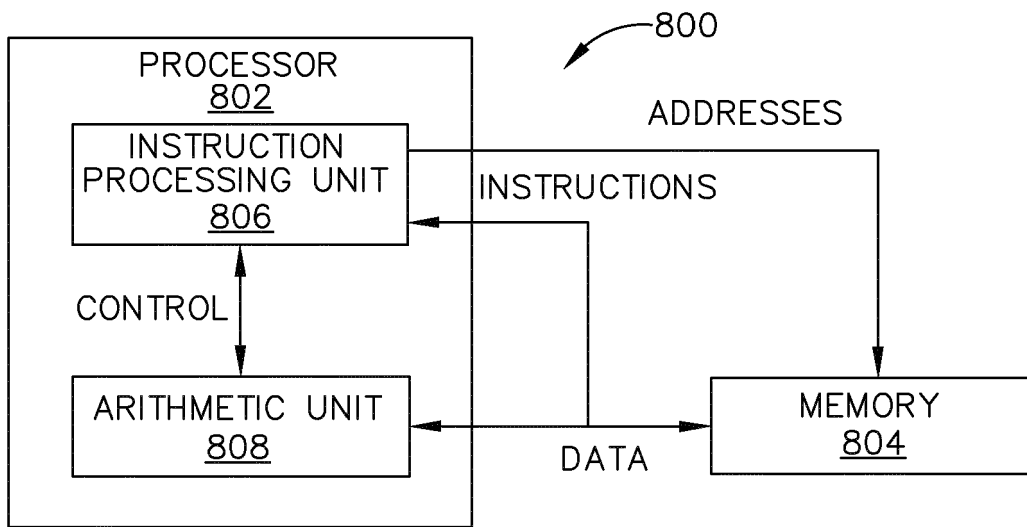 800
PROCESSOR
802
ADDRESSES
INSTRUCTION
PROCESSING UNIT
806
INSTRUCTIONS
CONTROL
ARITHMETIC UNIT
808
DATA
MEMORY
804